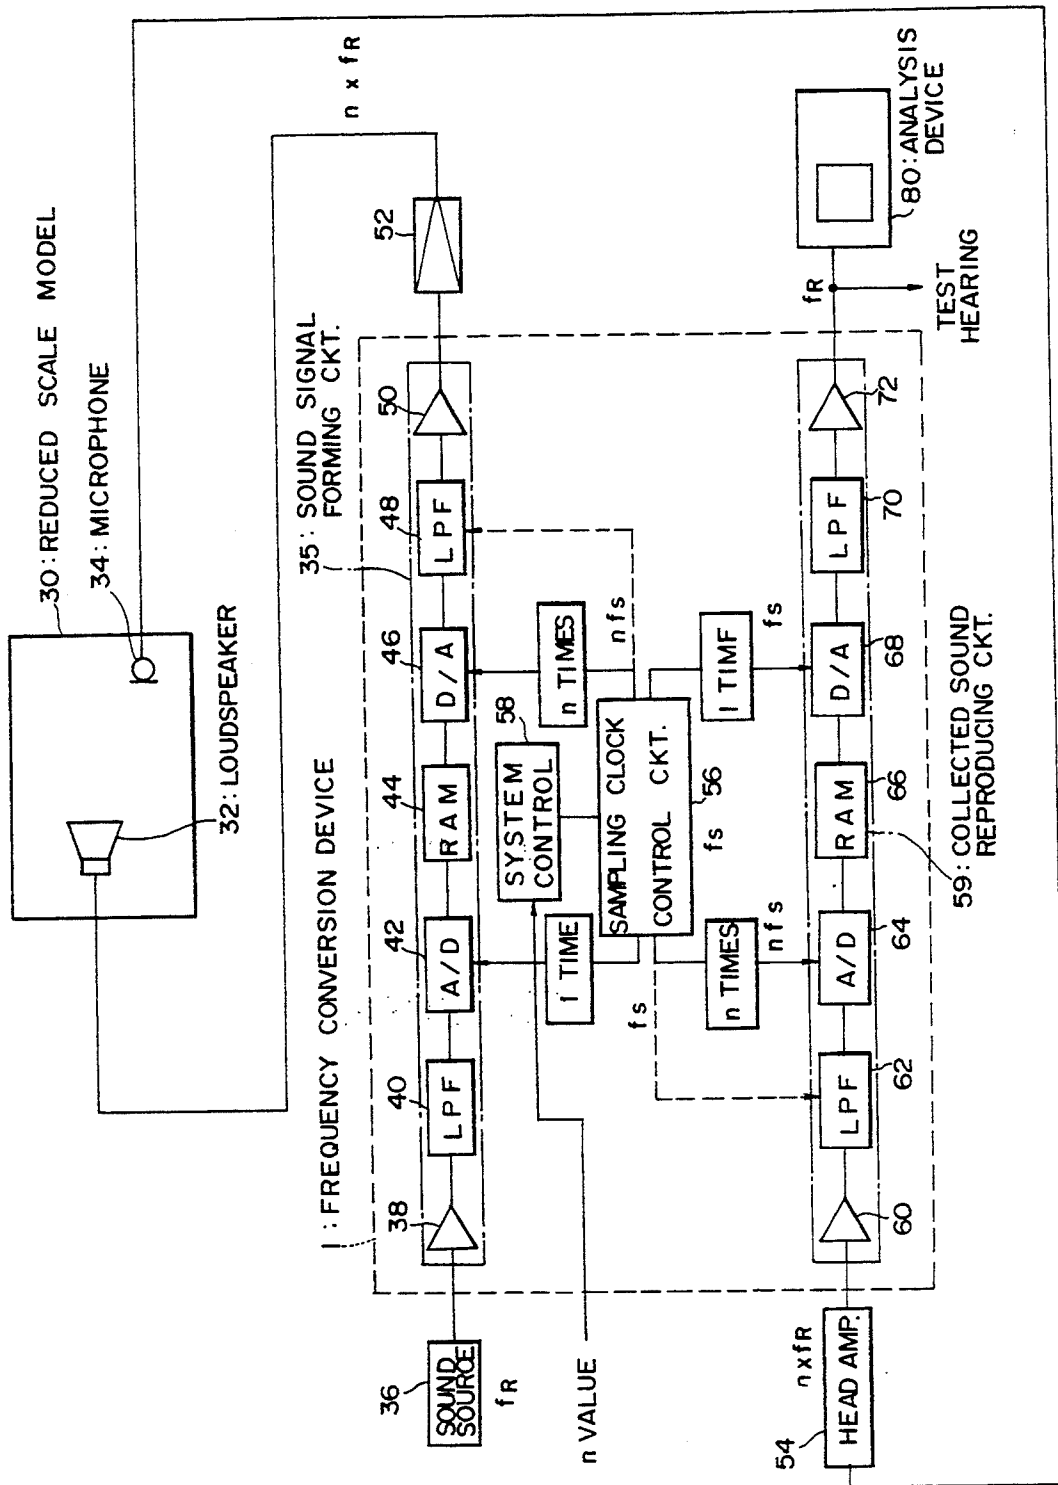 30:REDUCED SCALE MODEL
34:MICROPHONE
32:LOUDSPEAKER
n x fR
1:FREQUENCY CONVERSION DEVICE
35: SOUND SIGNAL
FORMING CKT.
36
SOUND
SOURCE
fR
38
40
LPF
42
A/D
44
RAM
46
D/A
48
LPF
50
52
n VALUE
1 TIME
58
SYSTEM
CONTROL
n TIMES
nfs
fs
SAMPLING CLOCK
CONTROL CKT.
56
fs
n TIMES
nfs
1 TIMF
fs
54
HEAD AMP.
nxfR
60
LPF
62
A/D
64
RAM
66
D/A
68
LPF
70
72
59:COLLECTED SOUND
REPRODUCING CKT.
fR
TEST
HEARING
80:ANALYSIS
DEVICE